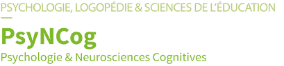 PSYCHOLOGIE, LOGOPÉDIE & SCIENCES DE L'ÉDUCATION
PsyNCog
Psychologie & Neurosciences Cognitives